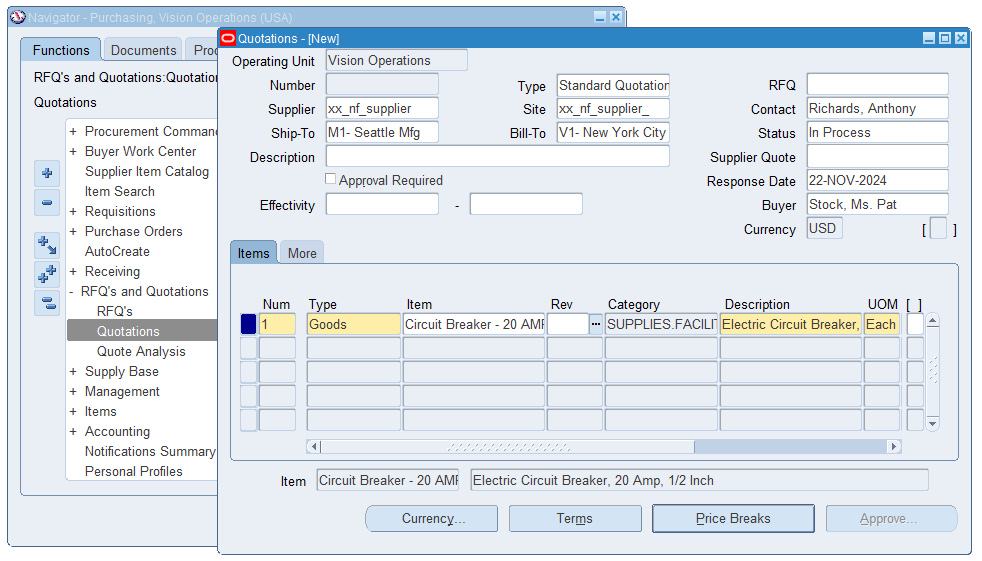 Navigator - Purchasing, Vision Operations (USA)
Functions
Documents
RFQ's and Quotations:Quotation
Quotations
+ Procurement Comman
+ Buyer Work Center
Supplier Item Catalog
Item Search
+ Requisitions
+ Purchase Orders
AutoCreate
+ Receiving
- RFQ's and Quotations
RFQ's
Quotations
Quote Analysis
+ Supply Base
+ Management
+ Items
+ Accounting
Notifications Summary
Personal Profiles
Quotations - [New]
Operating Unit Vision Operations
Number Type Standard Quotation RFQ
Supplier xx_nf_supplier Site xx_nf_supplier_ Contact Richards, Anthony
Ship-To M1- Seattle Mfg Bill-To V1- New York City Status In Process
Description Supplier Quote
Approval Required Response Date 22-NOV-2024
Effectivity - Buyer Stock, Ms. Pat
Currency USD [ ]
Items More
Num Type Item Rev Category Description UOM [ ]
1 Goods Circuit Breaker - 20 AM ... SUPPLIES.FACILI Electric Circuit Breaker, Each
Item Circuit Breaker - 20 AM Electric Circuit Breaker, 20 Amp, 1/2 Inch
Currency... Terms Price Breaks Approve...